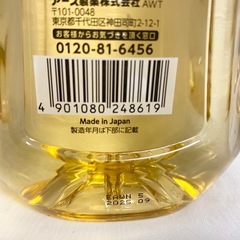 アース製薬株式会社 AWT
〒101-0048
東京都千代田区神田司町2-12-1
お客様からお気づきを頂く窓口
0120-81-6456
4 901080 248619
Made in Japan
製造年月は下部に記載
EAWH 5
2025 09